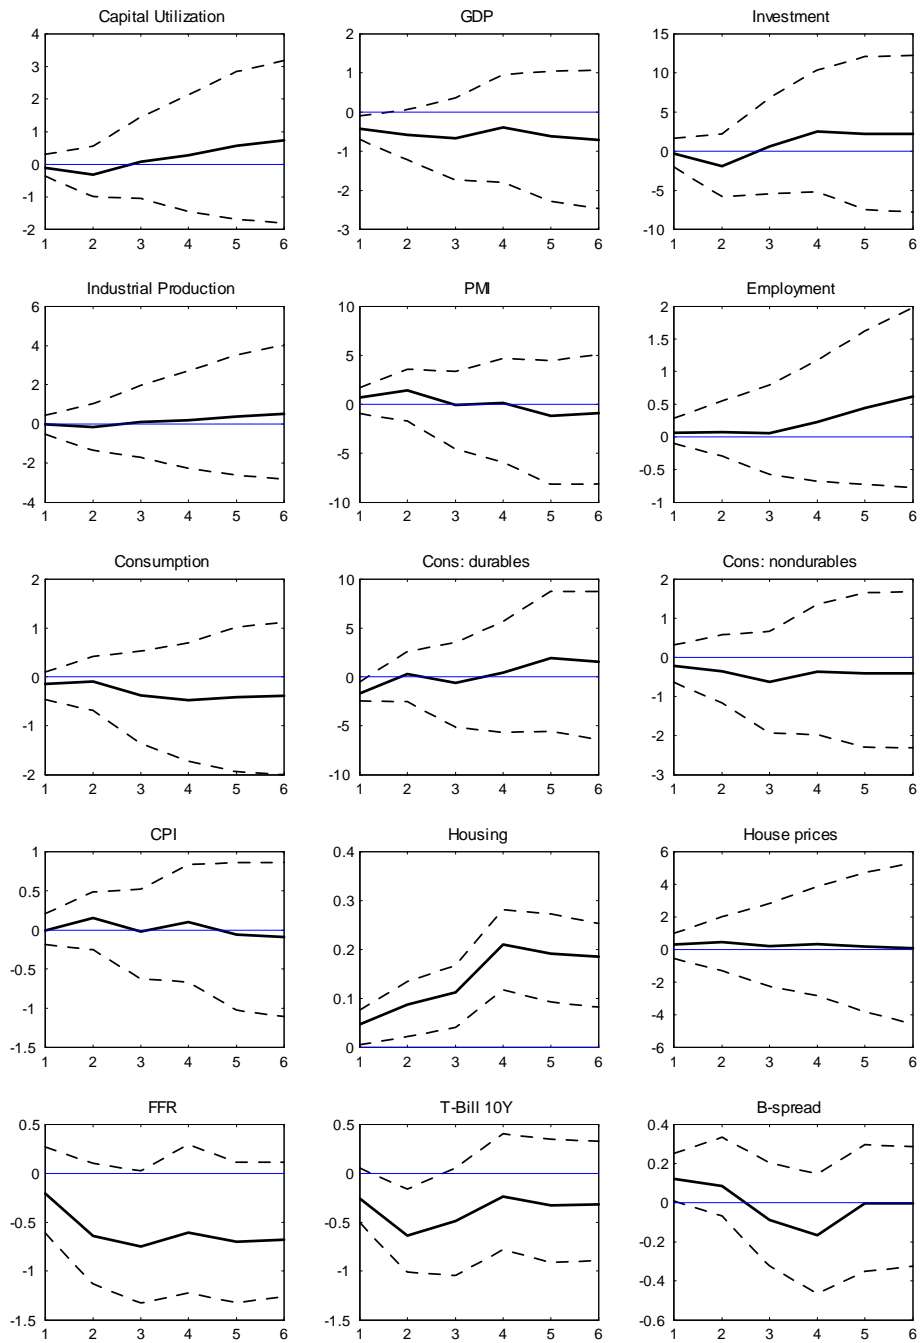 Capital Utilization GDP Investment
4 2 15
3 1 10
2 0 5
1 -1 0
0 -2 -5
-1 -3 -10
-2
1 2 3 4 5 6 1 2 3 4 5 6 1 2 3 4 5 6
Industrial Production PMI Employment
6 10 2
4 5 1.5
2 0 1
0 -5 0.5
-2 -10 0
-4 -0.5
-1
1 2 3 4 5 6 1 2 3 4 5 6 1 2 3 4 5 6
Consumption Cons: durables Cons: nondurables
2 10 2
1 5 1
0 0 0
-1 -5 -1
-2 -10 -2
-3
1 2 3 4 5 6 1 2 3 4 5 6 1 2 3 4 5 6
CPI Housing House prices
1 0.4 6
0.5 0.3 4
0 0.2 2
-0.5 0.1 0
-1 0 -2
-1.5 -4
-6
1 2 3 4 5 6 1 2 3 4 5 6 1 2 3 4 5 6
FFR T-Bill 10Y B-spread
0.5 0.5 0.4
0 0 0.2
-0.5 -0.5 0
-1 -1 -0.2
-1.5 -1.5 -0.4
-0.6
1 2 3 4 5 6 1 2 3 4 5 6 1 2 3 4 5 6